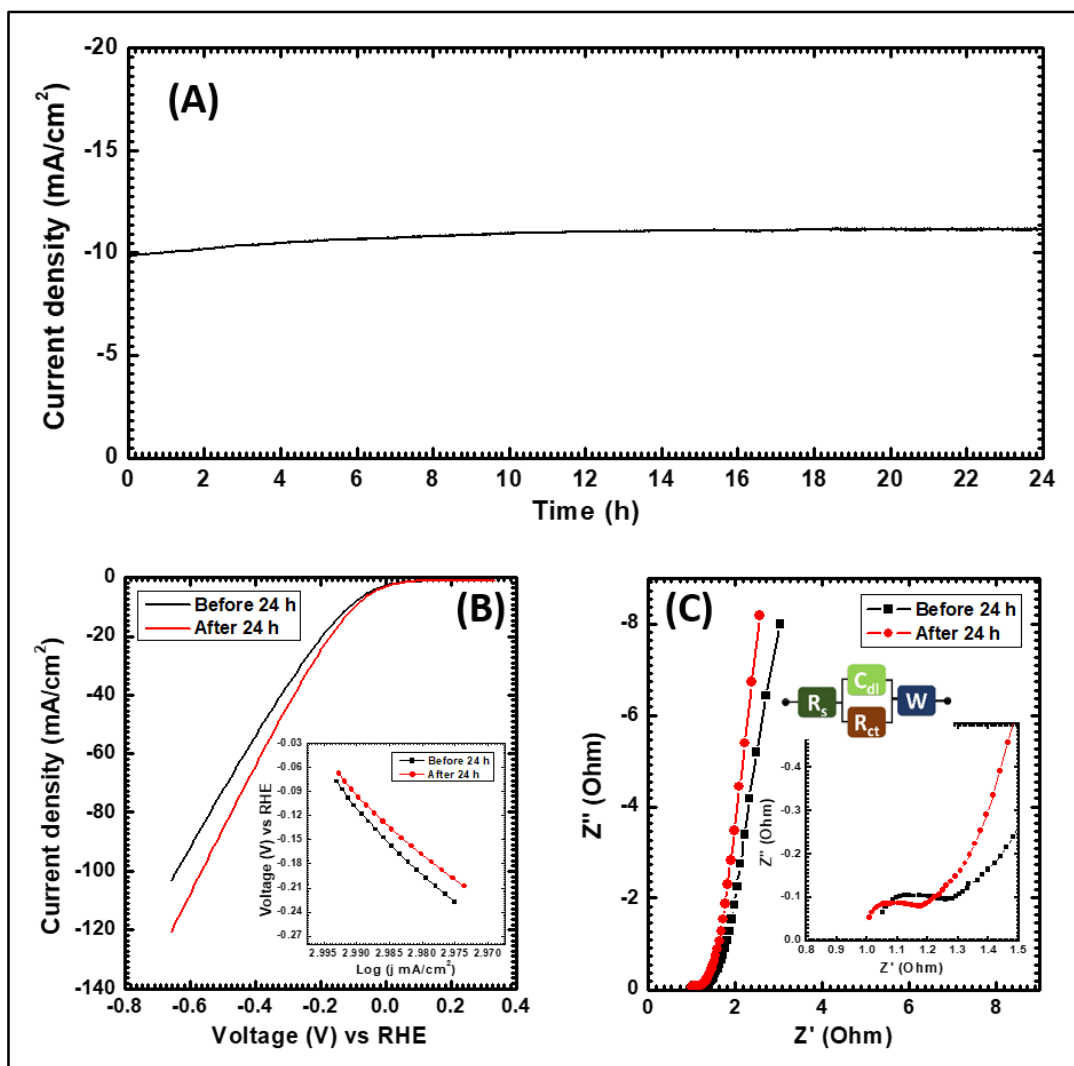 (A)
Current density (mA/cm²)
-20
-15
-10
-5
0
0 2 4 6 8 10 12 14 16 18 20 22 24
Time (h)
(B)
Before 24 h
After 24 h
Current density (mA/cm²)
0
-20
-40
-60
-80
-100
-120
-140
-0.8 -0.6 -0.4 -0.2 0.0 0.2 0.4
Voltage (V) vs RHE
Before 24 h
After 24 h
Voltage (V) vs RHE
-0.03
-0.06
-0.09
-0.12
-0.15
-0.18
-0.21
-0.24
-0.27
2.995 2.990 2.985 2.980 2.975 2.970
Log (j mA/cm²)
(C)
Before 24 h
After 24 h
Z'' (Ohm)
-8
-6
-4
-2
0
0 2 4 6 8
Z' (Ohm)
Rs
Cdl
Rct
W
Z'' (Ohm)
-0.4
-0.3
-0.2
-0.1
0.0
0.8 0.9 1.0 1.1 1.2 1.3 1.4 1.5
Z' (Ohm)